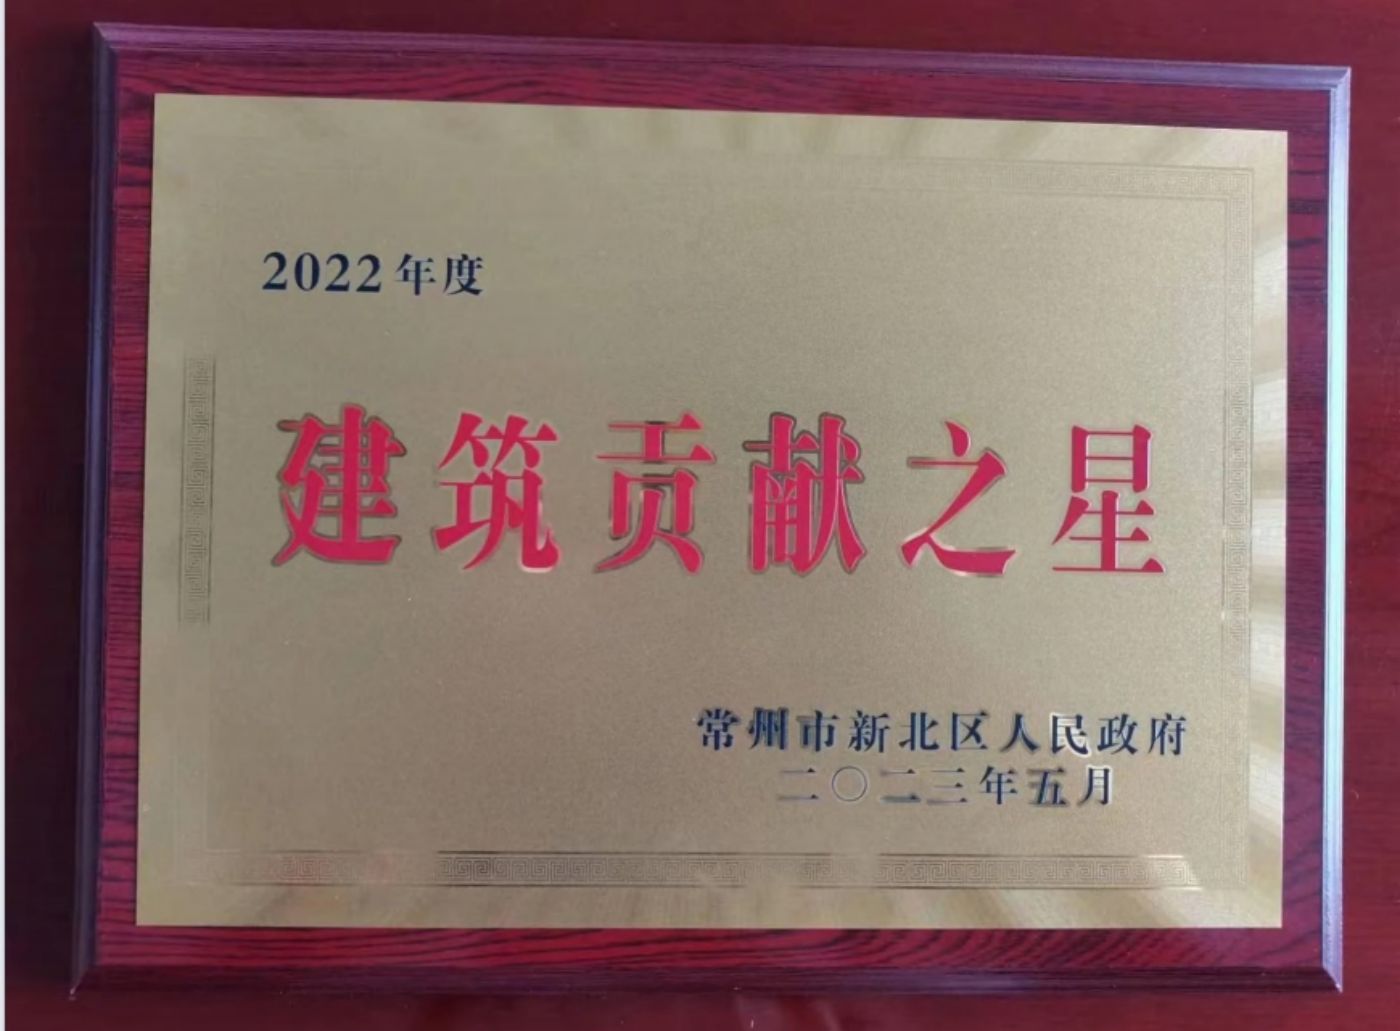 2022年度
建筑贡献之星
常州市新北区人民政府
二〇二三年五月